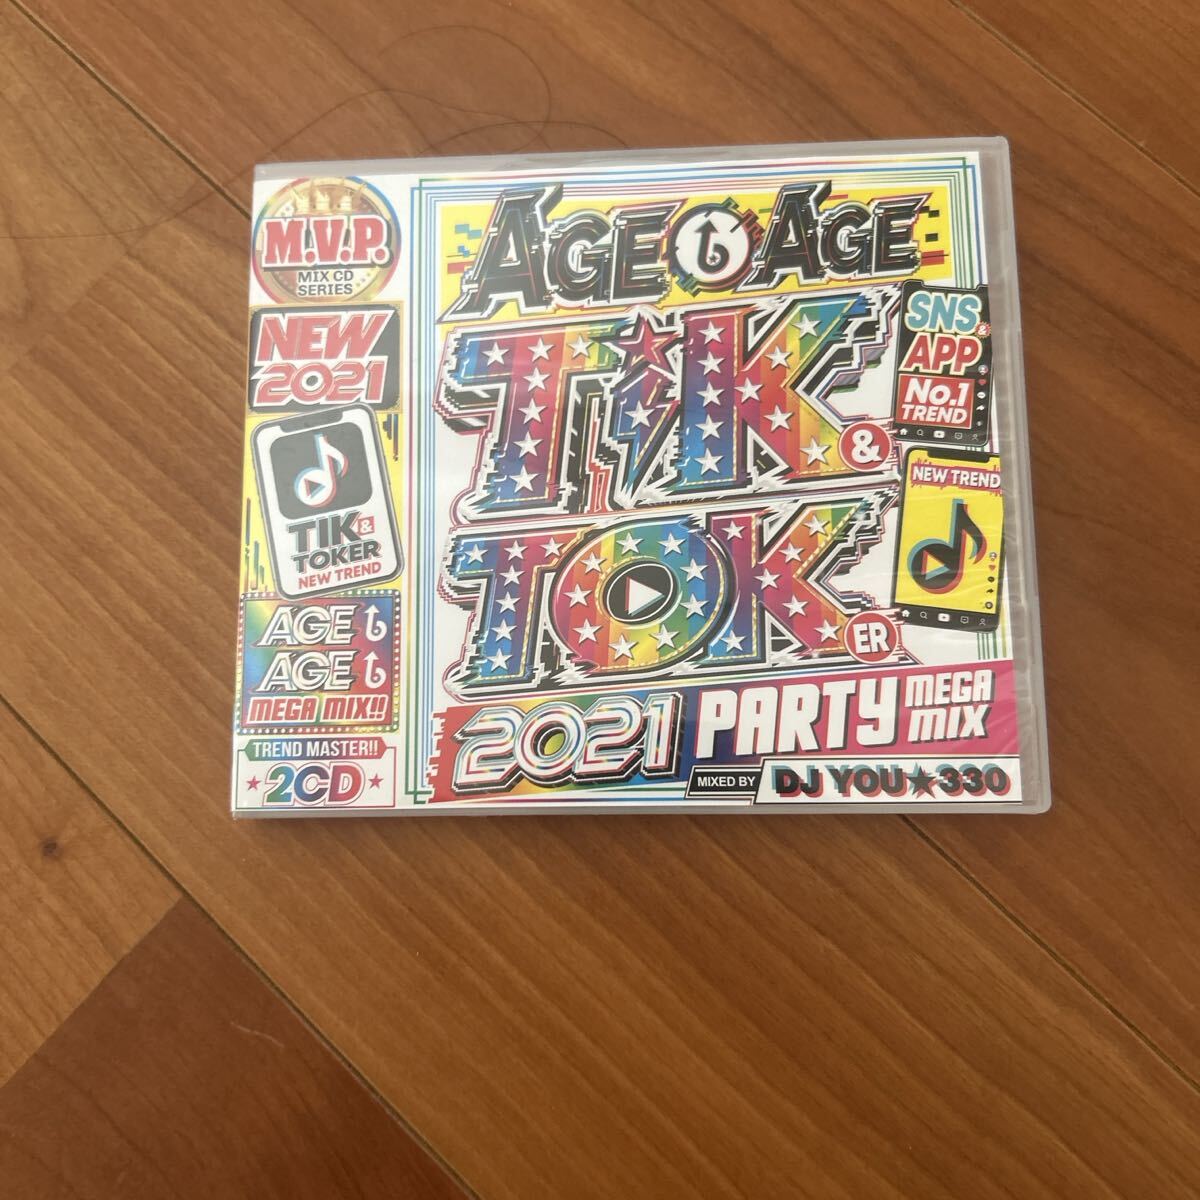 M.V.P.
MIX CD
SERIES
NEW
2021
TIK &
TOKER
NEW TREND
AGE
AGE
MEGA MIX!!
TREND MASTER!!
★2CD★
AGE AGE
TiK &
TOK ER
SNS &
APP
No.1
TREND
NEW TREND
2021 PARTY MEGA MIX
MIXED BY DJ YOU★330